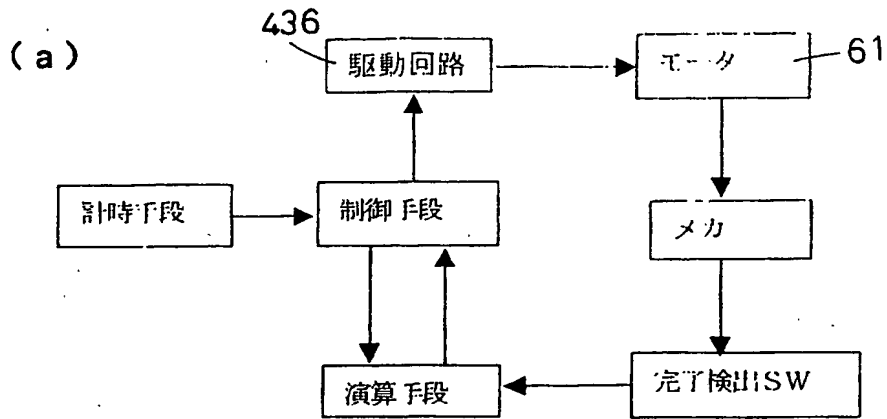 436
(a)
駆動回路
モータ
61
計時手段
制御手段
メカ
演算手段
完了検出SW